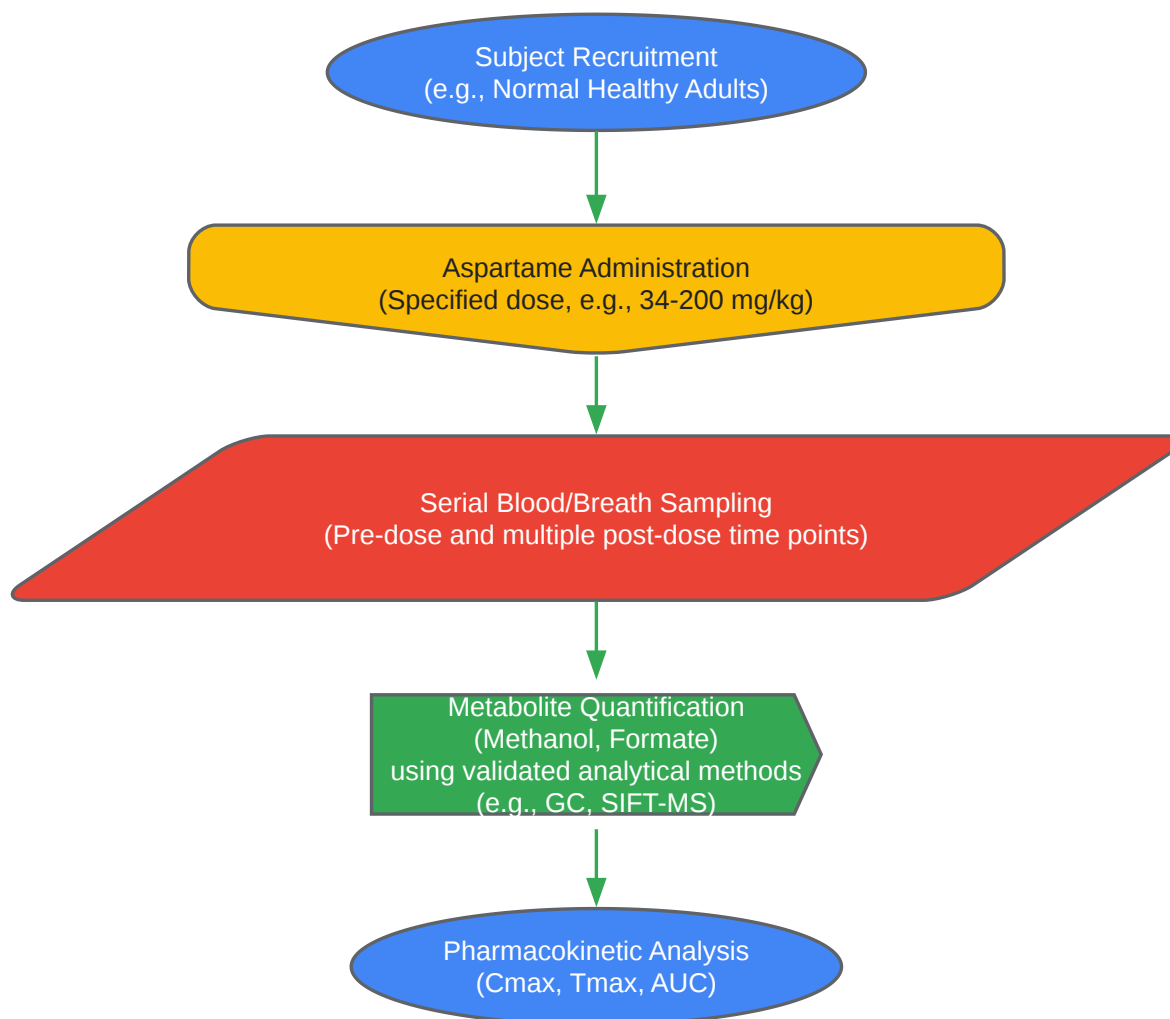 Subject Recruitment
(e.g., Normal Healthy Adults)
Aspartame Administration
(Specified dose, e.g., 34-200 mg/kg)
Serial Blood/Breath Sampling
(Pre-dose and multiple post-dose time points)
Metabolite Quantification
(Methanol, Formate)
using validated analytical methods
(e.g., GC, SIFT-MS)
Pharmacokinetic Analysis
(Cmax, Tmax, AUC)